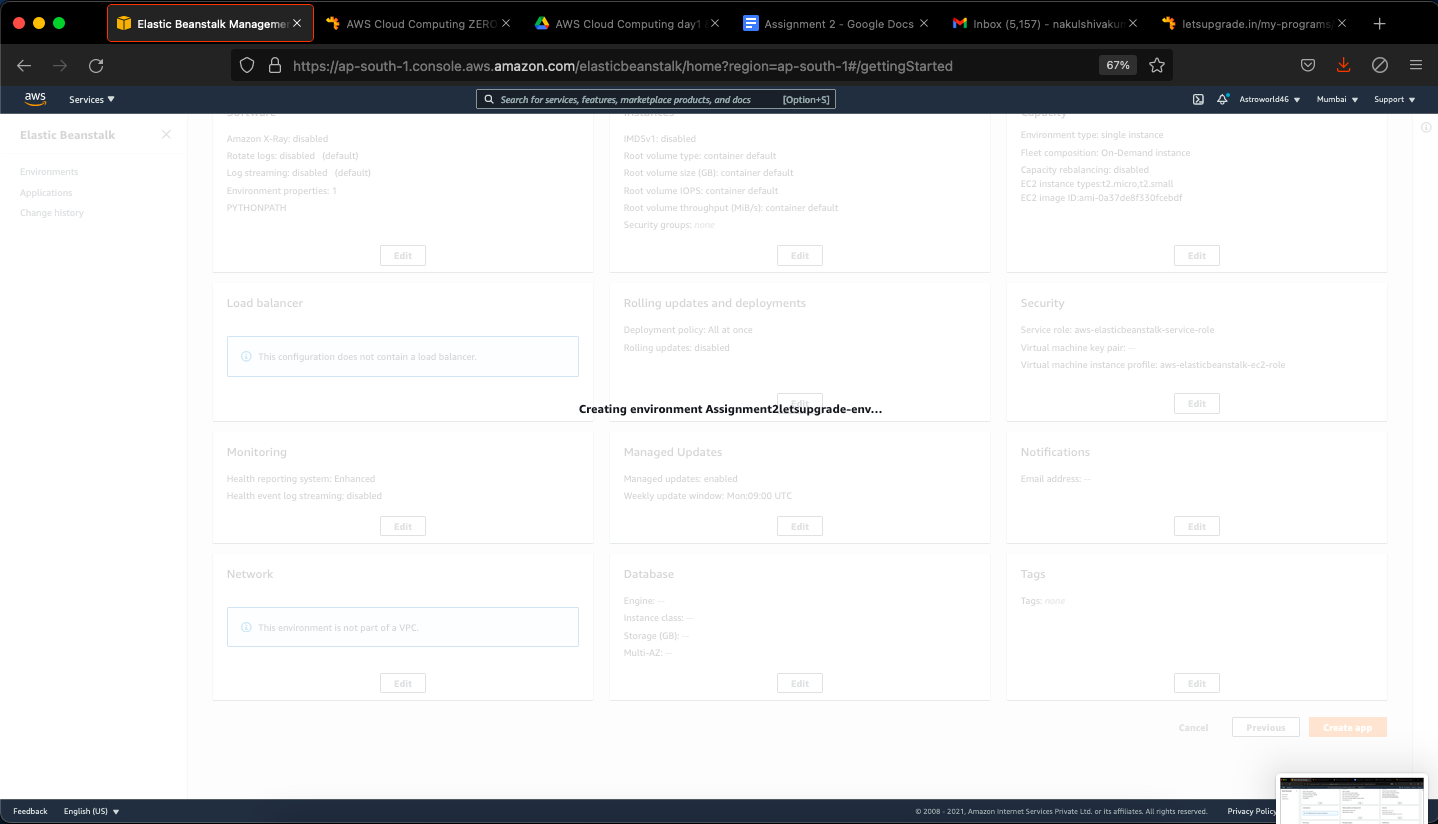 Elastic Beanstalk Manageme
AWS Cloud Computing ZERO
AWS Cloud Computing day1
Assignment 2 - Google Docs
Inbox (5,157) - nakulshivakum
letsupgrade.in/my-programs/
https://ap-south-1.console.aws.amazon.com/elasticbeanstalk/home?region=ap-south-1#/gettingStarted
67%
aws
Services
Search for services, features, marketplace products, and docs
[Option+S]
Astroworld46
Mumbai
Support
Elastic Beanstalk
Environments
Applications
Change history
Software
Amazon X-Ray: disabled
Rotate logs: disabled (default)
Log streaming: disabled (default)
Environment properties: 1
PYTHONPATH
Edit
Instances
IMDSv1: disabled
Root volume type: container default
Root volume size (GB): container default
Root volume IOPS: container default
Root volume throughput (MiB/s): container default
Security groups: none
Edit
Capacity
Environment type: single instance
Fleet composition: On-Demand instance
Capacity rebalancing: disabled
EC2 instance types:t2.micro,t2.small
EC2 image ID:ami-0a37de8f330fcebdf
Edit
Load balancer
This configuration does not contain a load balancer.
Rolling updates and deployments
Deployment policy: All at once
Rolling updates: disabled
Edit
Security
Service role: aws-elasticbeanstalk-service-role
Virtual machine key pair: --
Virtual machine instance profile: aws-elasticbeanstalk-ec2-role
Edit
Creating environment Assignment2letsupgrade-env...
Monitoring
Health reporting system: Enhanced
Health event log streaming: disabled
Edit
Managed Updates
Managed updates: enabled
Weekly update window: Mon:09:00 UTC
Edit
Notifications
Email address: --
Edit
Network
This environment is not part of a VPC.
Edit
Database
Engine: --
Instance class: --
Storage (GB): --
Multi-AZ: --
Edit
Tags
Tags: none
Edit
Cancel
Previous
Create app
Feedback
English (US)
© 2008 - 2021, Amazon Internet Services Private Ltd. or its affiliates. All rights reserved.
Privacy Policy